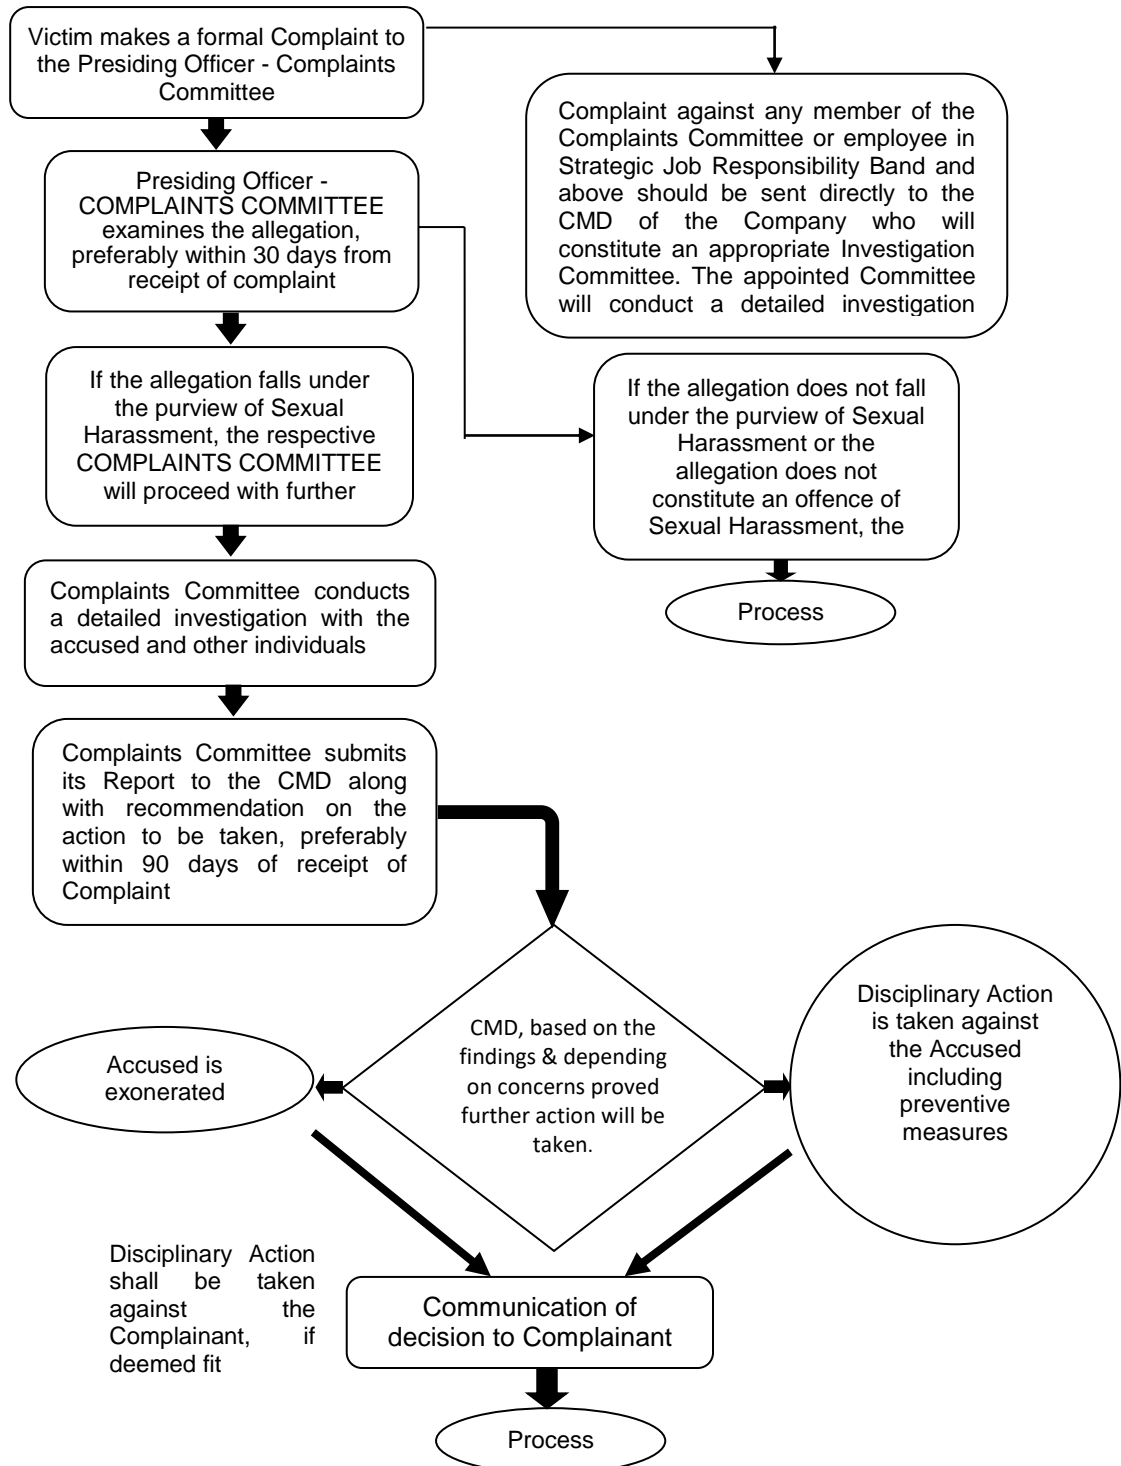 Victim makes a formal Complaint to
the Presiding Officer - Complaints
Committee
Complaint against any member of the
Complaints Committee or employee in
Strategic Job Responsibility Band and
above should be sent directly to the
CMD of the Company who will
constitute an appropriate Investigation
Committee. The appointed Committee
will conduct a detailed investigation
Presiding Officer -
COMPLAINTS COMMITTEE
examines the allegation,
preferably within 30 days from
receipt of complaint
If the allegation falls under
the purview of Sexual
Harassment, the respective
COMPLAINTS COMMITTEE
will proceed with further
If the allegation does not fall
under the purview of Sexual
Harassment or the
allegation does not
constitute an offence of
Sexual Harassment, the
Process
Complaints Committee conducts
a detailed investigation with the
accused and other individuals
Complaints Committee submits
its Report to the CMD along
with recommendation on the
action to be taken, preferably
within 90 days of receipt of
Complaint
CMD, based on the
findings & depending
on concerns proved
further action will be
taken.
Accused is
exonerated
Disciplinary Action
is taken against
the Accused
including
preventive
measures
Disciplinary Action
shall be taken
against the
Complainant, if
deemed fit
Communication of
decision to Complainant
Process